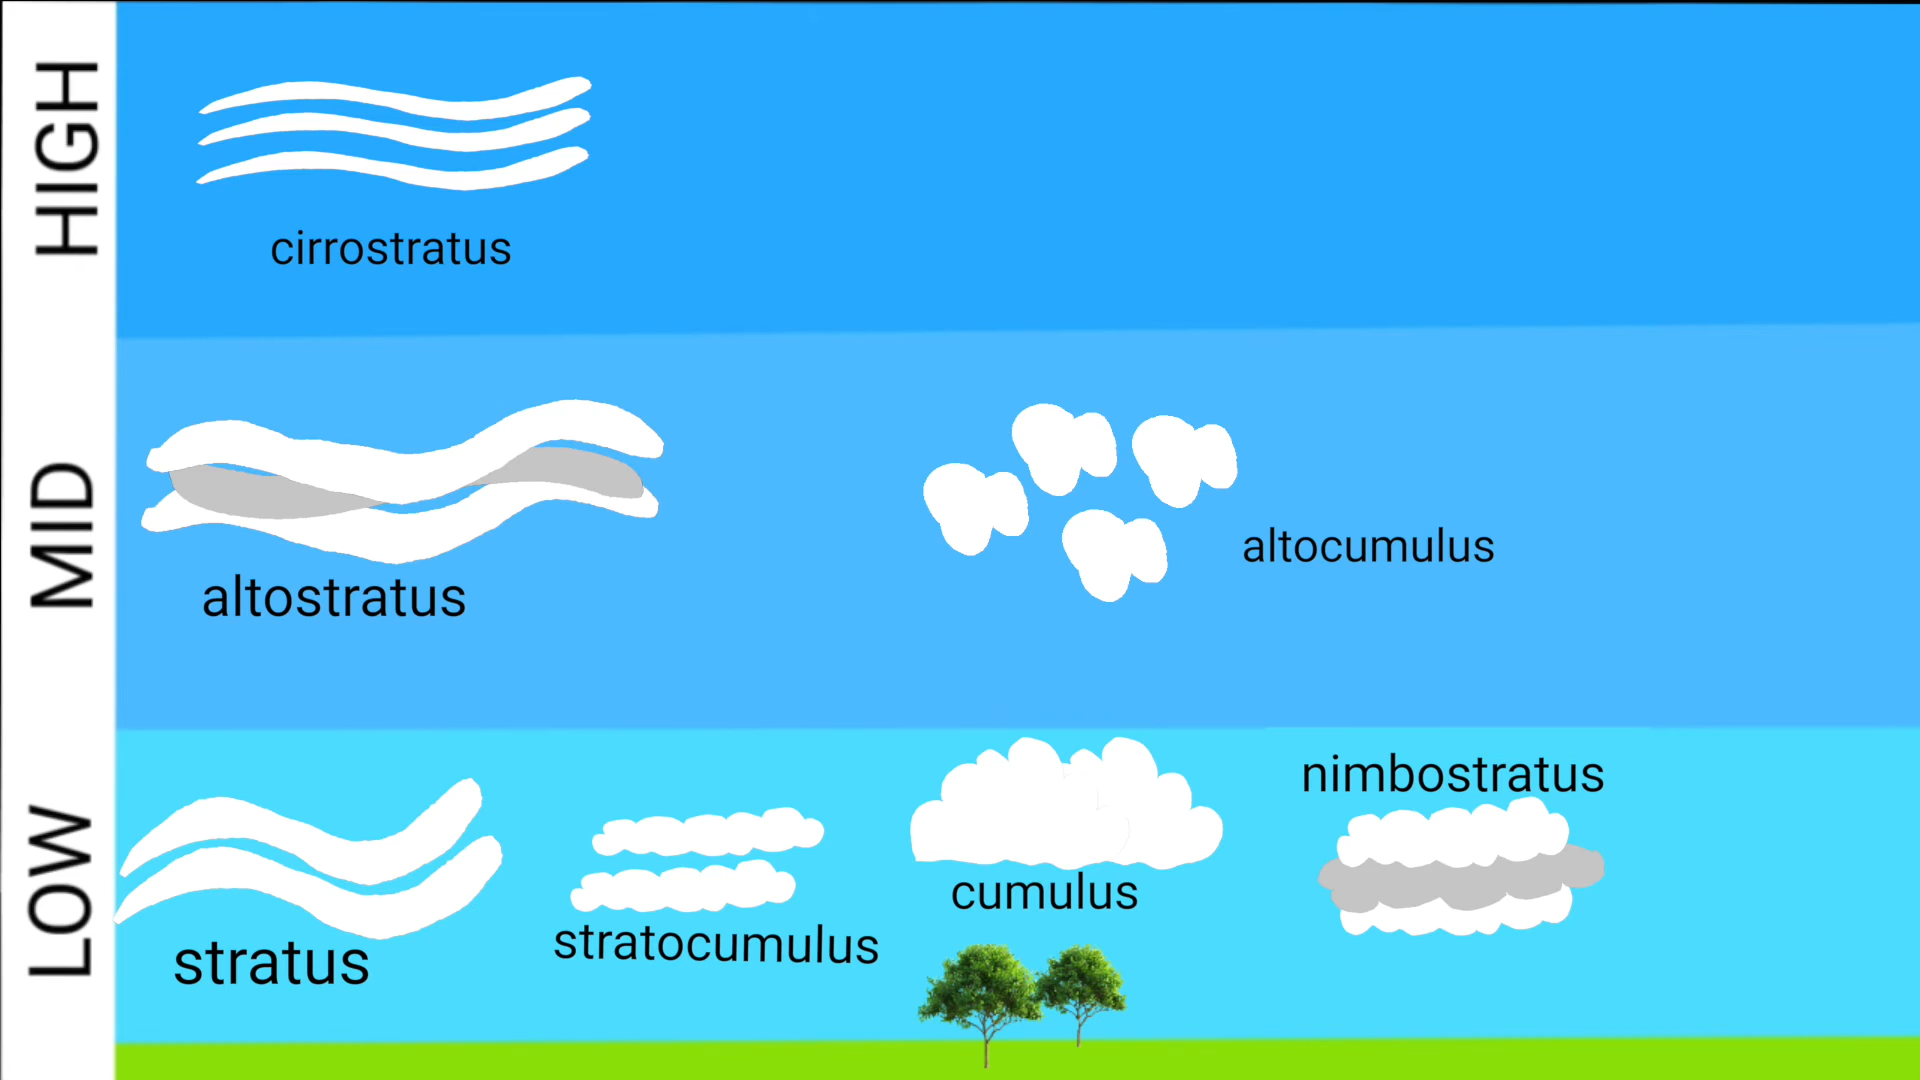 HIGH
cirrostratus
MID
altostratus
altocumulus
LOW
nimbostratus
cumulus
stratocumulus
stratus